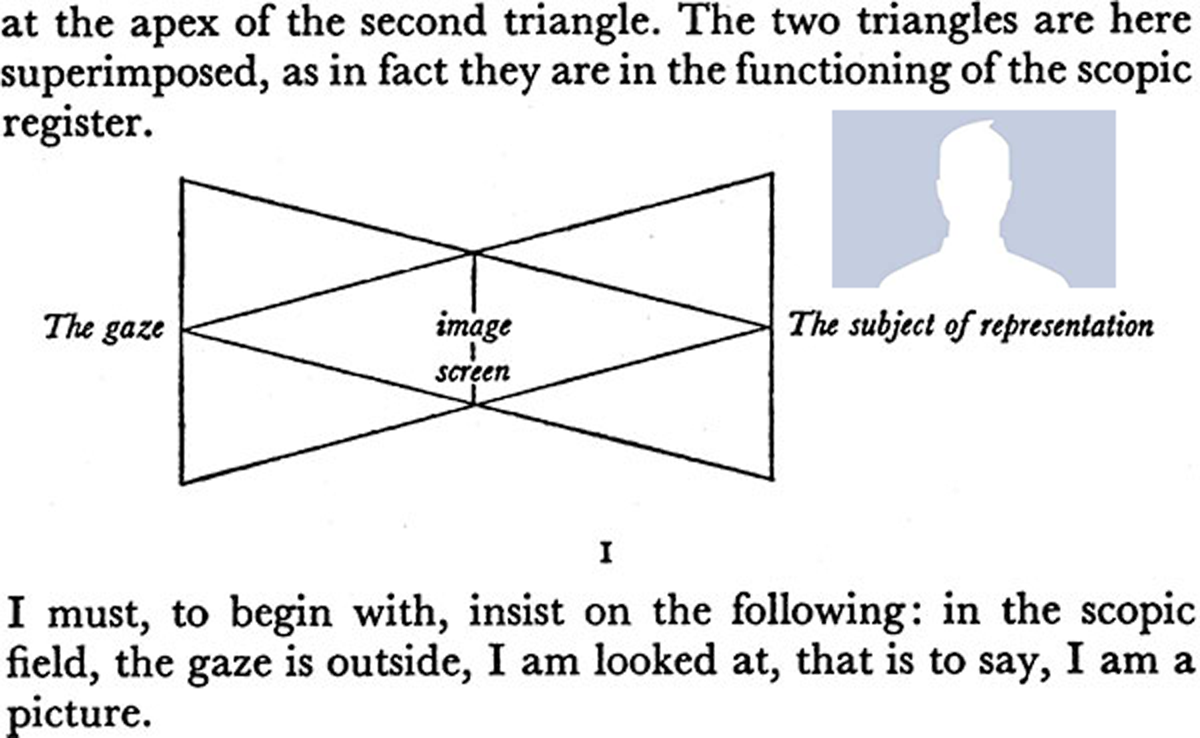 at the apex of the second triangle. The two triangles are here
superimposed, as in fact they are in the functioning of the scopic
register.
The gaze
image
screen
The subject of representation
I
I must, to begin with, insist on the following: in the scopic
field, the gaze is outside, I am looked at, that is to say, I am a
picture.